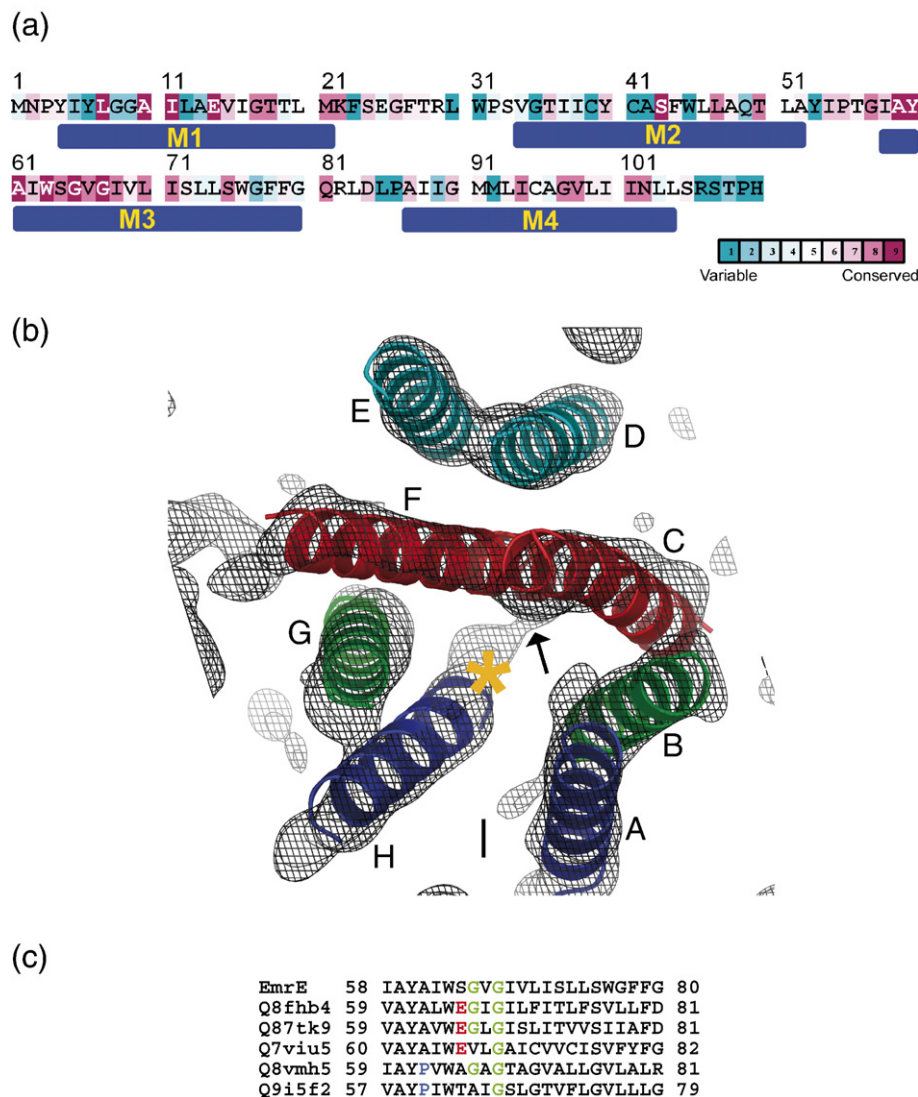 (a)
1 11 21 31 41 51
MNPYIYLGGA ILAEVIGTTL MKFSEGFTRL WPSVGTIICY CASFWLLAQT LAYIPTGIAY
M1 M2
61 71 81 91 101
AIWSGVGIVL ISLLSWGFFG QRLDLPAIIG MMLICAGVLI INLLSRSTPH
M3 M4
1 2 3 4 5 6 7 8 9
Variable Conserved
(b)
E
D
F
C
G
B
A
H
(c)
EmrE 58 IAYAIWSGVGIVLISLLSWGFFG 80
Q8fhb4 59 VAYALWEGIGITLFSVLLFD 81
Q87tk9 59 VAYAVWEGLGISLITVVSIIAFD 81
Q7viu5 60 VAYAIWEVLGAICVVCISVFYFG 82
Q8vmh5 59 IAYPVWAGAGTAGVALLGVLALR 81
Q9i5f2 57 VAYPIWTAIGSLGTVFLGVLLLG 79